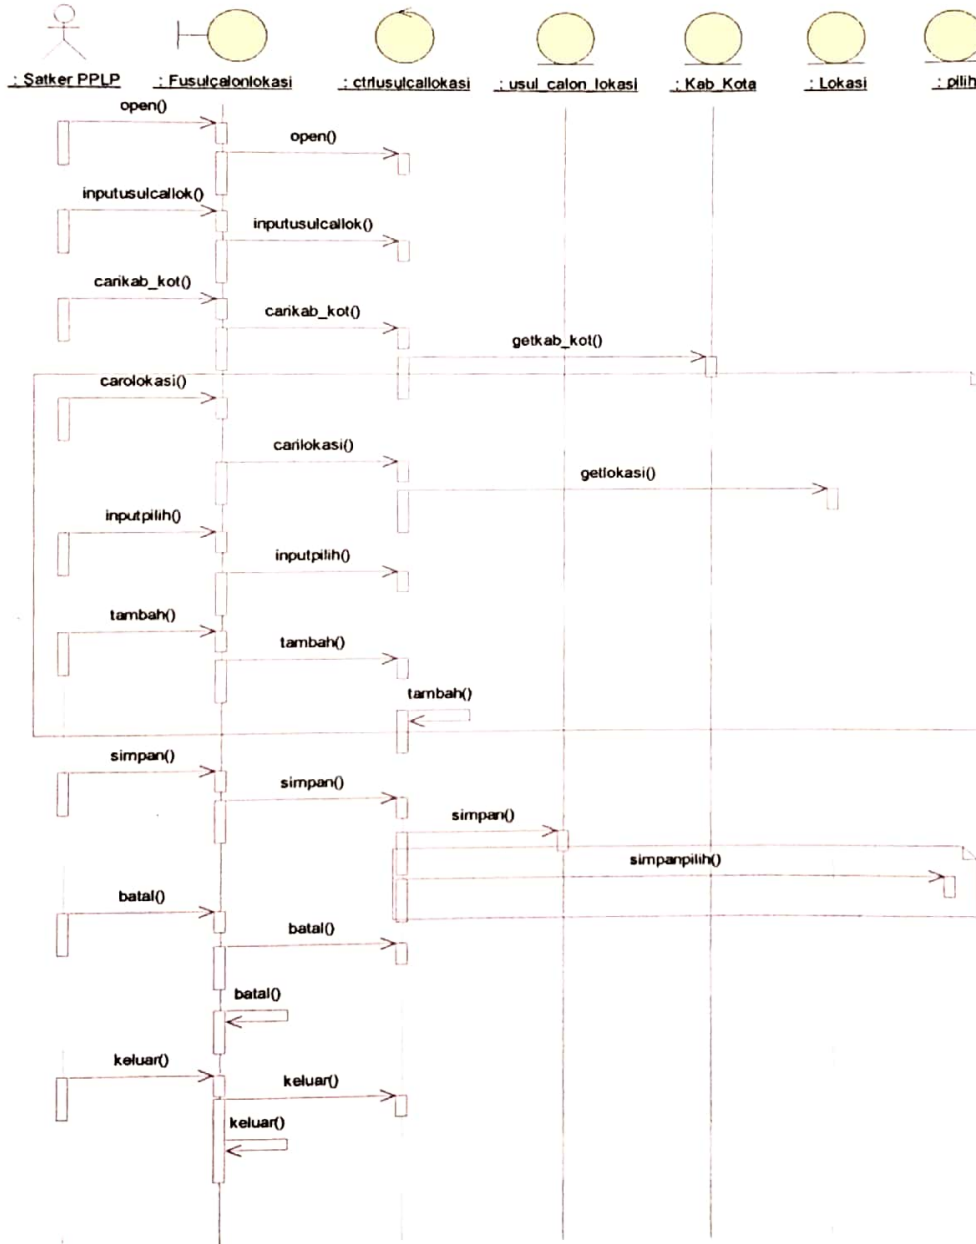 : Satker PPLP
: Fusulcalonlokasi
: ctrlusulcallokasi
: usul_calon_lokasi
: Kab_Kota
: Lokasi
: pilih
open()
open()
inputusulcallok()
inputusulcallok()
carikab_kot()
carikab_kot()
getkab_kot()
carolokasi()
carilokasi()
getlokasi()
inputpilih()
inputpilih()
tambah()
tambah()
tambah()
simpan()
simpan()
simpan()
simpanpilih()
batal()
batal()
batal()
keluar()
keluar()
keluar()